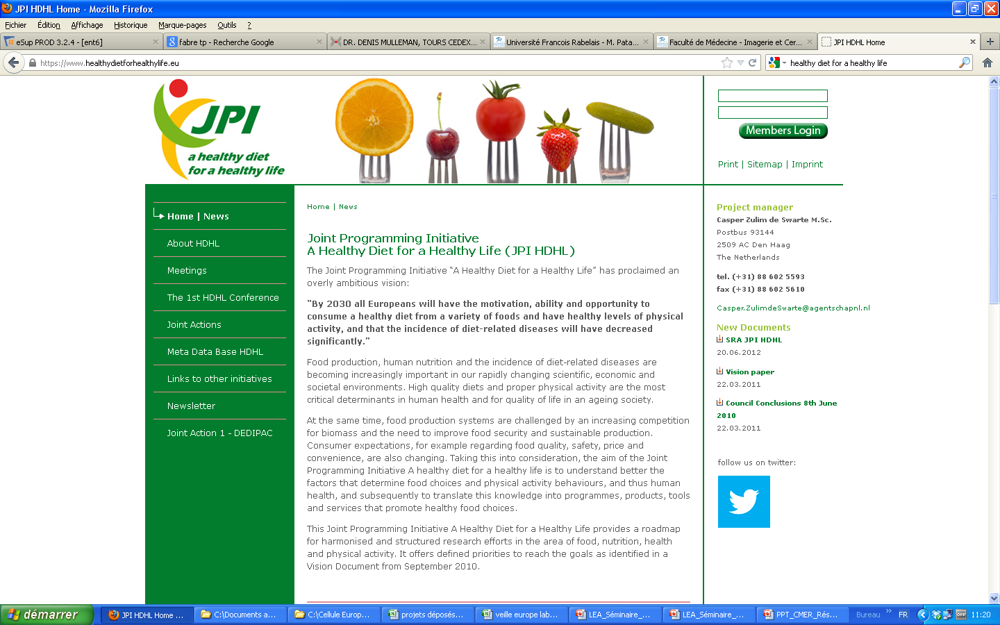 JPI HDHL Home - Mozilla Firefox
Fichier Édition Affichage Historique Marque-pages Outils ?
eSup PROD 3.2.4 - [ent6]
fabre tp - Recherche Google
DR. DENIS MULLEMAN, TOURS CEDEX...
Université Francois Rabelais - M. Pata...
Faculté de Médecine - Imagerie et Cer...
JPI HDHL Home
https://www.healthydietforhealthylife.eu
healthy diet for a healthy life
JPI
a healthy diet
for a healthy life
Members Login
Print | Sitemap | Imprint
Home | News
About HDHL
Meetings
The 1st HDHL Conference
Joint Actions
Meta Data Base HDHL
Links to other initiatives
Newsletter
Joint Action 1 - DEDIPAC
Home | News
Joint Programming Initiative
A Healthy Diet for a Healthy Life (JPI HDHL)
The Joint Programming Initiative “A Healthy Diet for a Healthy Life” has proclaimed an
overly ambitious vision:
“By 2030 all Europeans will have the motivation, ability and opportunity to
consume a healthy diet from a variety of foods and have healthy levels of physical
activity, and that the incidence of diet-related diseases will have decreased
significantly.”
Food production, human nutrition and the incidence of diet-related diseases are
becoming increasingly important in our rapidly changing scientific, economic and
societal environments. High quality diets and proper physical activity are the most
critical determinants in human health and for quality of life in an ageing society.
At the same time, food production systems are challenged by an increasing competition
for biomass and the need to improve food security and sustainable production.
Consumer expectations, for example regarding food quality, safety, price and
convenience, are also changing. Taking this into consideration, the aim of the Joint
Programming Initiative A healthy diet for a healthy life is to understand better the
factors that determine food choices and physical activity behaviours, and thus human
health, and subsequently to translate this knowledge into programmes, products, tools
and services that promote healthy food choices.
This Joint Programming Initiative A Healthy Diet for a Healthy Life provides a roadmap
for harmonised and structured research efforts in the area of food, nutrition, health
and physical activity. It offers defined priorities to reach the goals as identified in a
Vision Document from September 2010.
Project manager
Casper Zulim de Swarte M.Sc.
Postbus 93144
2509 AC Den Haag
The Netherlands
tel. (+31) 88 602 5593
fax (+31) 88 602 5610
Casper.ZulimdeSwarte@agentschapnl.nl
New Documents
SRA JPI HDHL
20.06.2012
Vision paper
22.03.2011
Council Conclusions 8th June
2010
22.03.2011
follow us on twitter:
démarrer
JPI HDHL Home ...
C:\Documents a...
C:\Cellule Europ...
projets déposés...
veille europe lab...
LEA_Séminaire_...
LEA_Séminaire_...
PPT_CMER_Rés...
Bureau » FR OFF 11:20